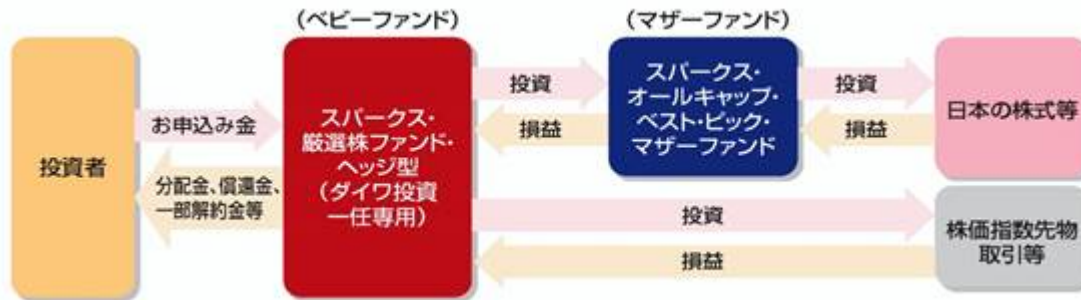 (ベビーファンド)
(マザーファンド)
投資者
お申込み金
分配金、償還金、
一部解約金等
スパークス・
厳選株ファンド・
ヘッジ型
(ダイワ投資
一任専用)
投資
損益
スパークス・
オールキャップ・
ベスト・ピック・
マザーファンド
投資
損益
日本の株式等
投資
損益
株価指数先物
取引等